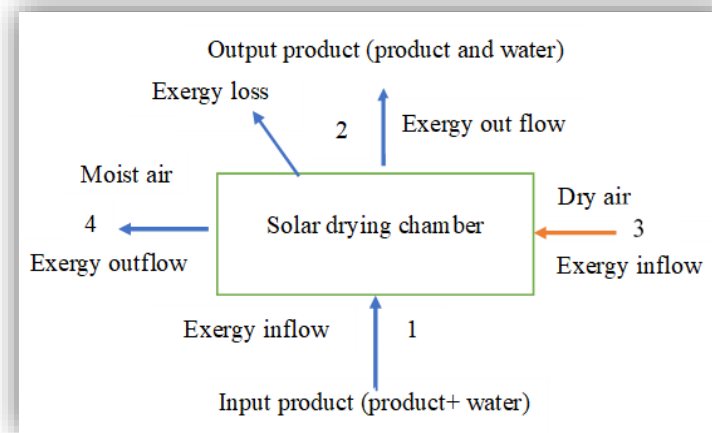 Output product (product and water)
Exergy loss
2
Exergy out flow
Moist air
4
Exergy outflow
Solar drying chamber
Dry air
3
Exergy inflow
Exergy inflow
1
Input product (product+ water)